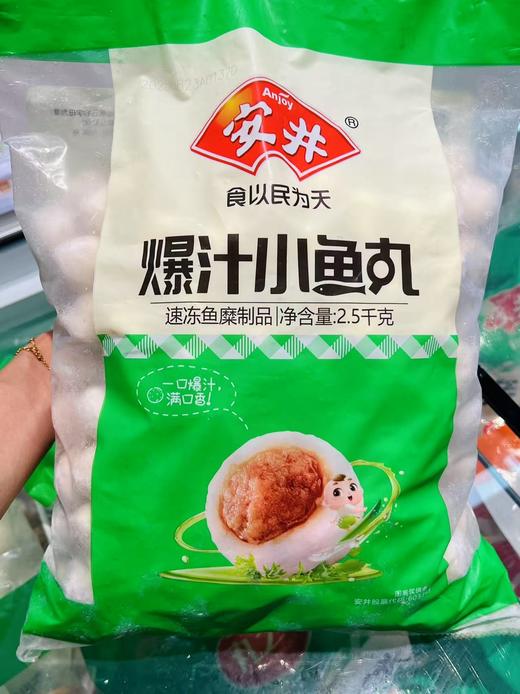 Anjoy
安井
®
食以民为天
爆汁小鱼丸
速冻鱼糜制品|净含量:2.5千克
一口爆汁,
满口香!